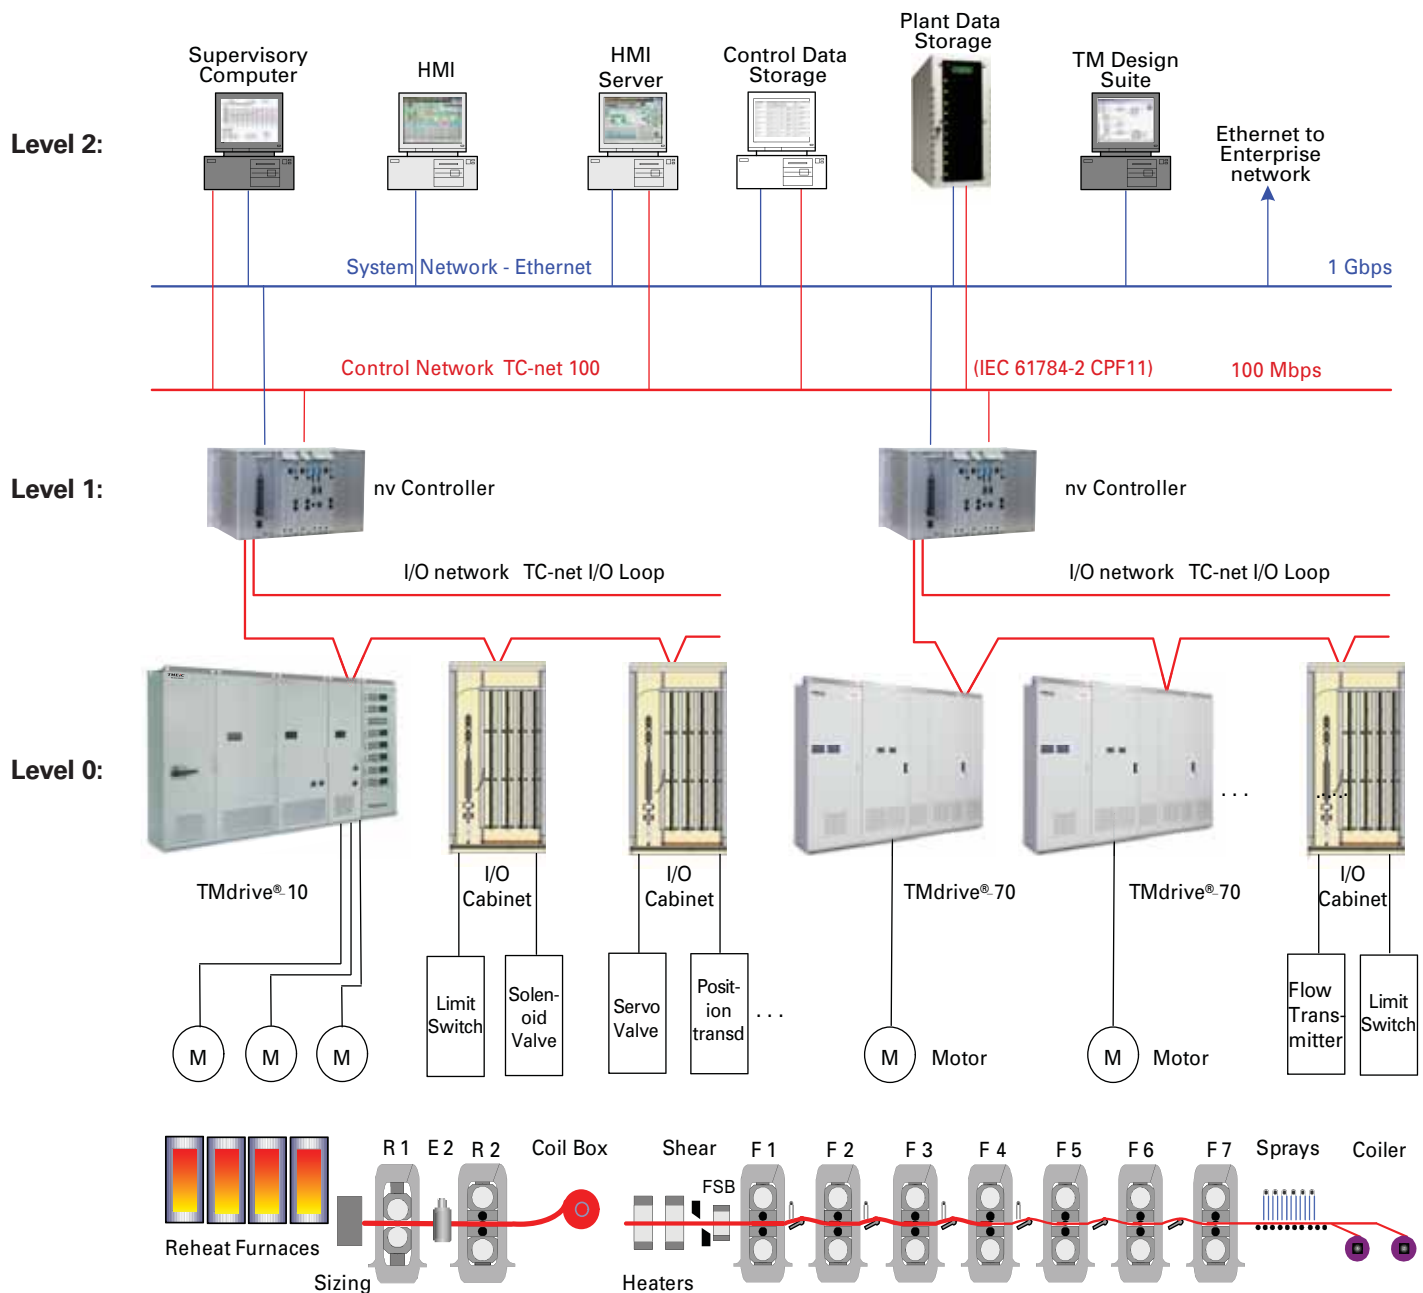 Plant Data
Storage
Supervisory
Computer
HMI
HMI
Server
Control Data
Storage
TM Design
Suite
Level 2:
Ethernet to
Enterprise
network
System Network - Ethernet
1 Gbps
Control Network TC-net 100
(IEC 61784-2 CPF11)
100 Mbps
Level 1:
nv Controller
nv Controller
I/O network TC-net I/O Loop
I/O network TC-net I/O Loop
Level 0:
. . .
......
TMdrive®-10
I/O
Cabinet
I/O
Cabinet
TMdrive®-70
TMdrive®-70
I/O
Cabinet
Limit
Switch
Solen-
oid
Valve
Servo
Valve
Posit-
ion
transd
. . .
Flow
Trans-
mitter
Limit
Switch
M
M
M
M
Motor
M
Motor
R 1
E 2
R 2
Coil Box
Shear
FSB
F 1
F 2
F 3
F 4
F 5
F 6
F 7
Sprays
Coiler
Reheat Furnaces
Sizing
Heaters